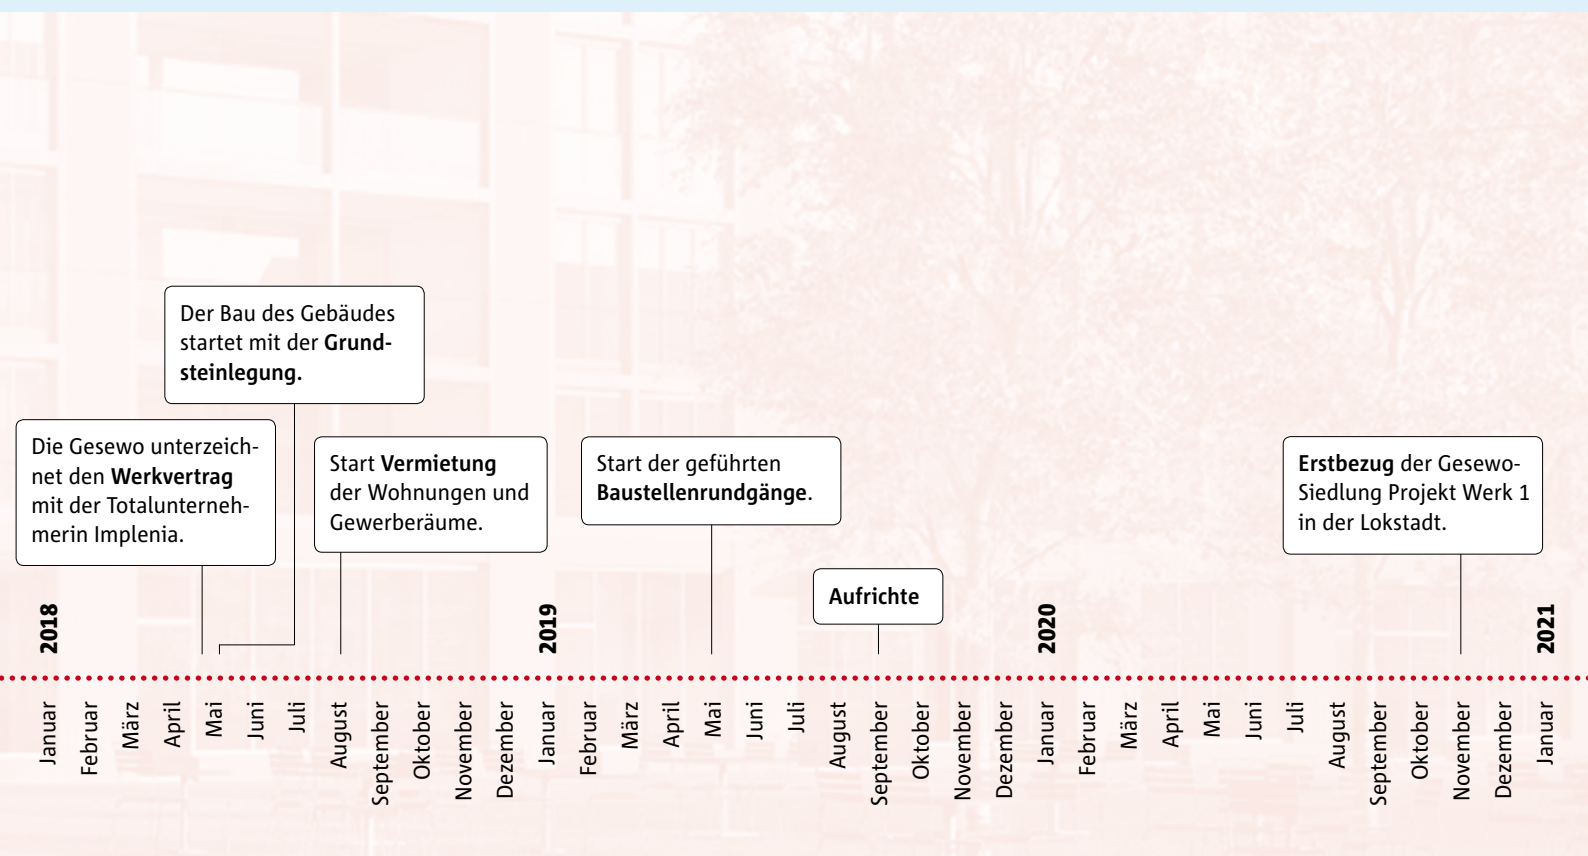 Der Bau des Gebäudes
startet mit der Grund-
steinlegung.
Die Gesewo unterzeich-
net den Werkvertrag
mit der Totalunterneh-
merin Implenia.
Start Vermietung
der Wohnungen und
Gewerberäume.
Start der geführten
Baustellenrundgänge.
Aufrichte
Erstbezug der Gesewo-
Siedlung Projekt Werk 1
in der Lokstadt.
2018
2019
2020
2021
Januar
Februar
März
April
Mai
Juni
Juli
August
September
Oktober
November
Dezember
Januar
Februar
März
April
Mai
Juni
Juli
August
September
Oktober
November
Dezember
Januar
Februar
März
April
Mai
Juni
Juli
August
September
Oktober
November
Dezember
Januar